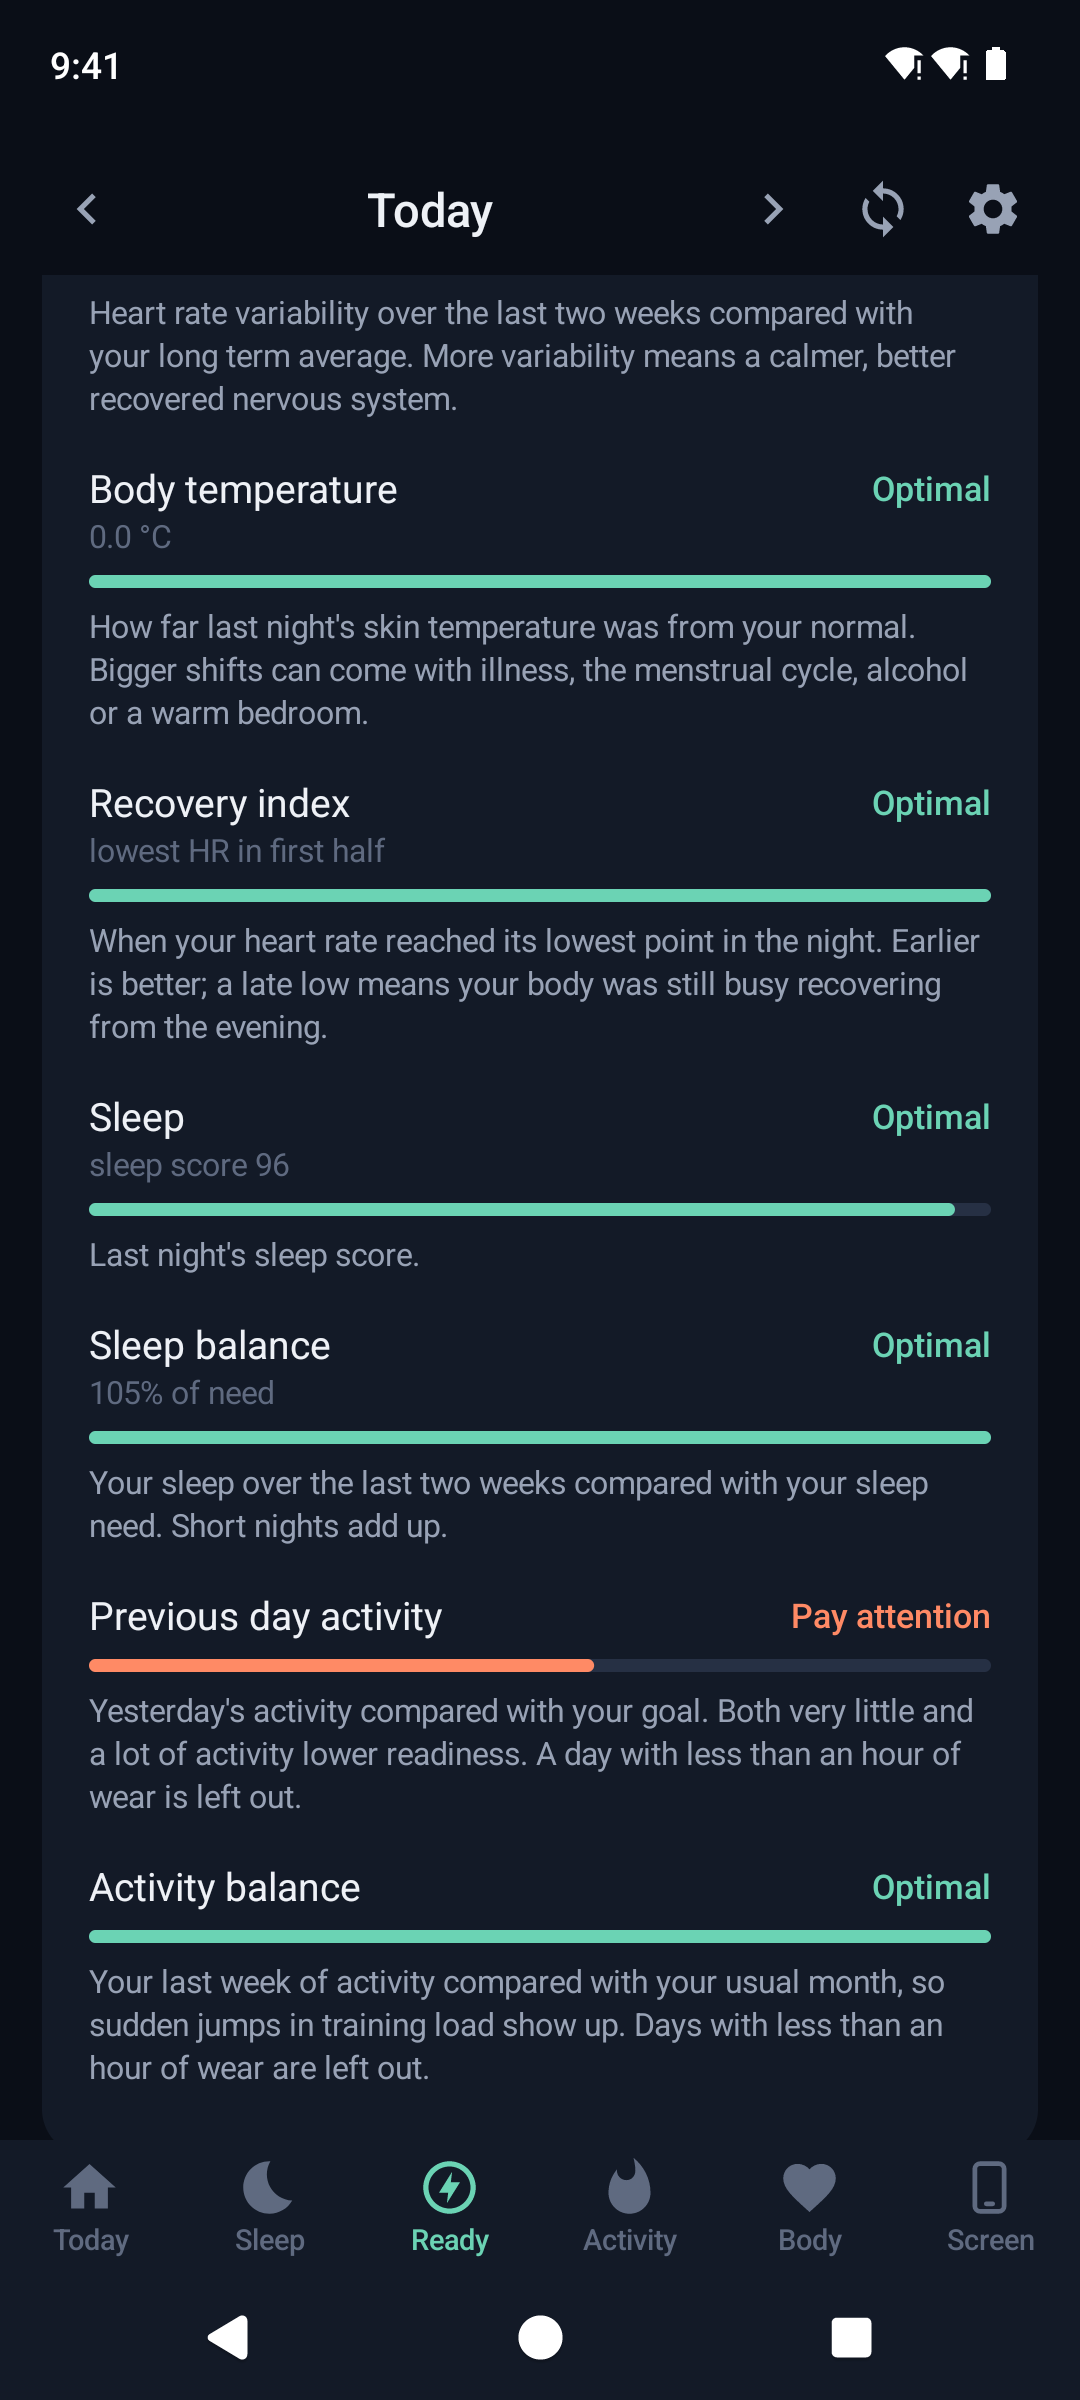 9:41
Today
Heart rate variability over the last two weeks compared with
your long term average. More variability means a calmer, better
recovered nervous system.
Body temperature
Optimal
0.0 °C
How far last night's skin temperature was from your normal.
Bigger shifts can come with illness, the menstrual cycle, alcohol
or a warm bedroom.
Recovery index
Optimal
lowest HR in first half
When your heart rate reached its lowest point in the night. Earlier
is better; a late low means your body was still busy recovering
from the evening.
Sleep
Optimal
sleep score 96
Last night's sleep score.
Sleep balance
Optimal
105% of need
Your sleep over the last two weeks compared with your sleep
need. Short nights add up.
Previous day activity
Pay attention
Yesterday's activity compared with your goal. Both very little and
a lot of activity lower readiness. A day with less than an hour of
wear is left out.
Activity balance
Optimal
Your last week of activity compared with your usual month, so
sudden jumps in training load show up. Days with less than an
hour of wear are left out.
Today
Sleep
Ready
Activity
Body
Screen